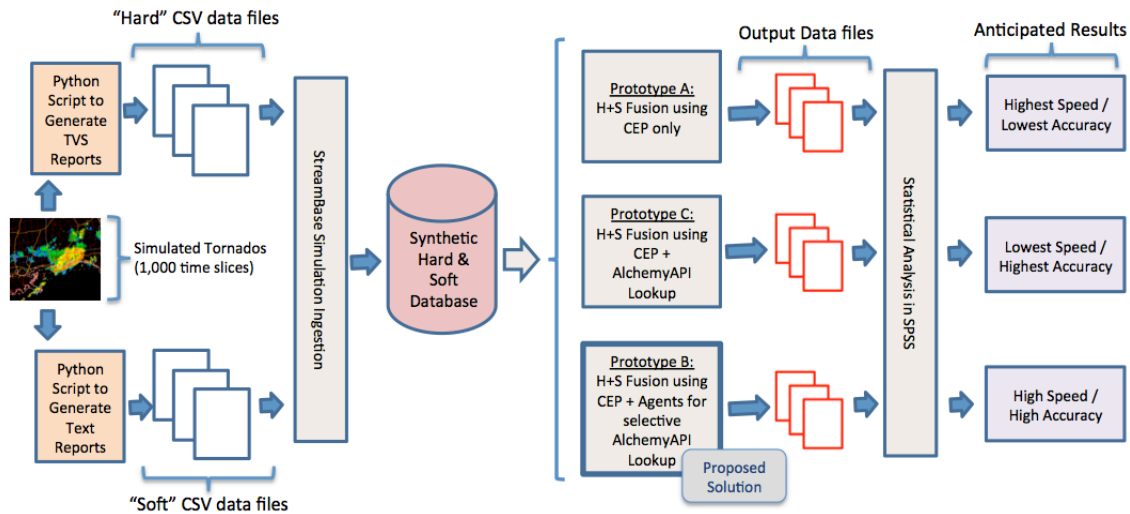 “Hard” CSV data files
Python
Script to
Generate
TVS
Reports
Simulated Tornados
(1,000 time slices)
Python
Script to
Generate
Text
Reports
“Soft” CSV data files
StreamBase Simulation Ingestion
Synthetic
Hard &
Soft
Database
Prototype A:
H+S Fusion using
CEP only
Prototype C:
H+S Fusion using
CEP +
AlchemyAPI
Lookup
Prototype B:
H+S Fusion using
CEP + Agents for
selective
AlchemyAPI
Lookup
Proposed
Solution
Output Data files
Statistical Analysis in SPSS
Anticipated Results
Highest Speed /
Lowest Accuracy
Lowest Speed /
Highest Accuracy
High Speed /
High Accuracy